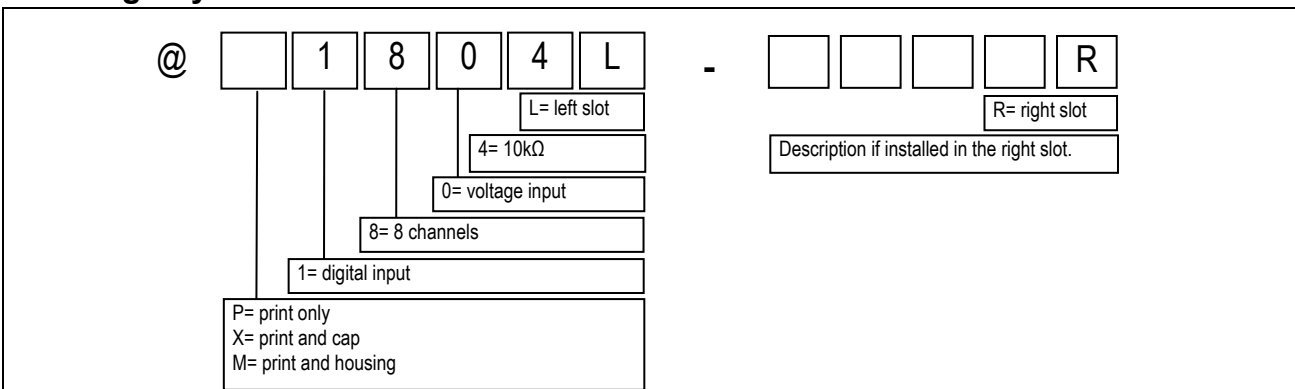 @ 1 8 0 4 L - R
L= left slot
R= right slot
4= 10kΩ
Description if installed in the right slot.
0= voltage input
8= 8 channels
1= digital input
P= print only
X= print and cap
M= print and housing